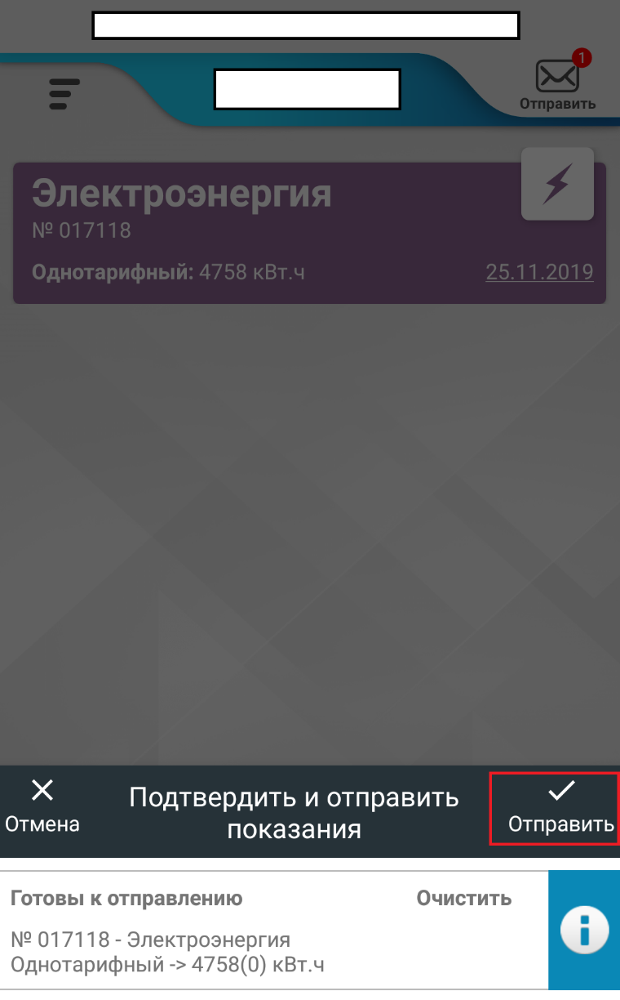 1
Отправить
Электроэнергия
№ 017118
Однотарифный: 4758 кВт.ч 25.11.2019
Отмена
Подтвердить и отправить
показания
Отправить
Готовы к отправлению Очистить
№ 017118 - Электроэнергия
Однотарифный -> 4758(0) кВт.ч